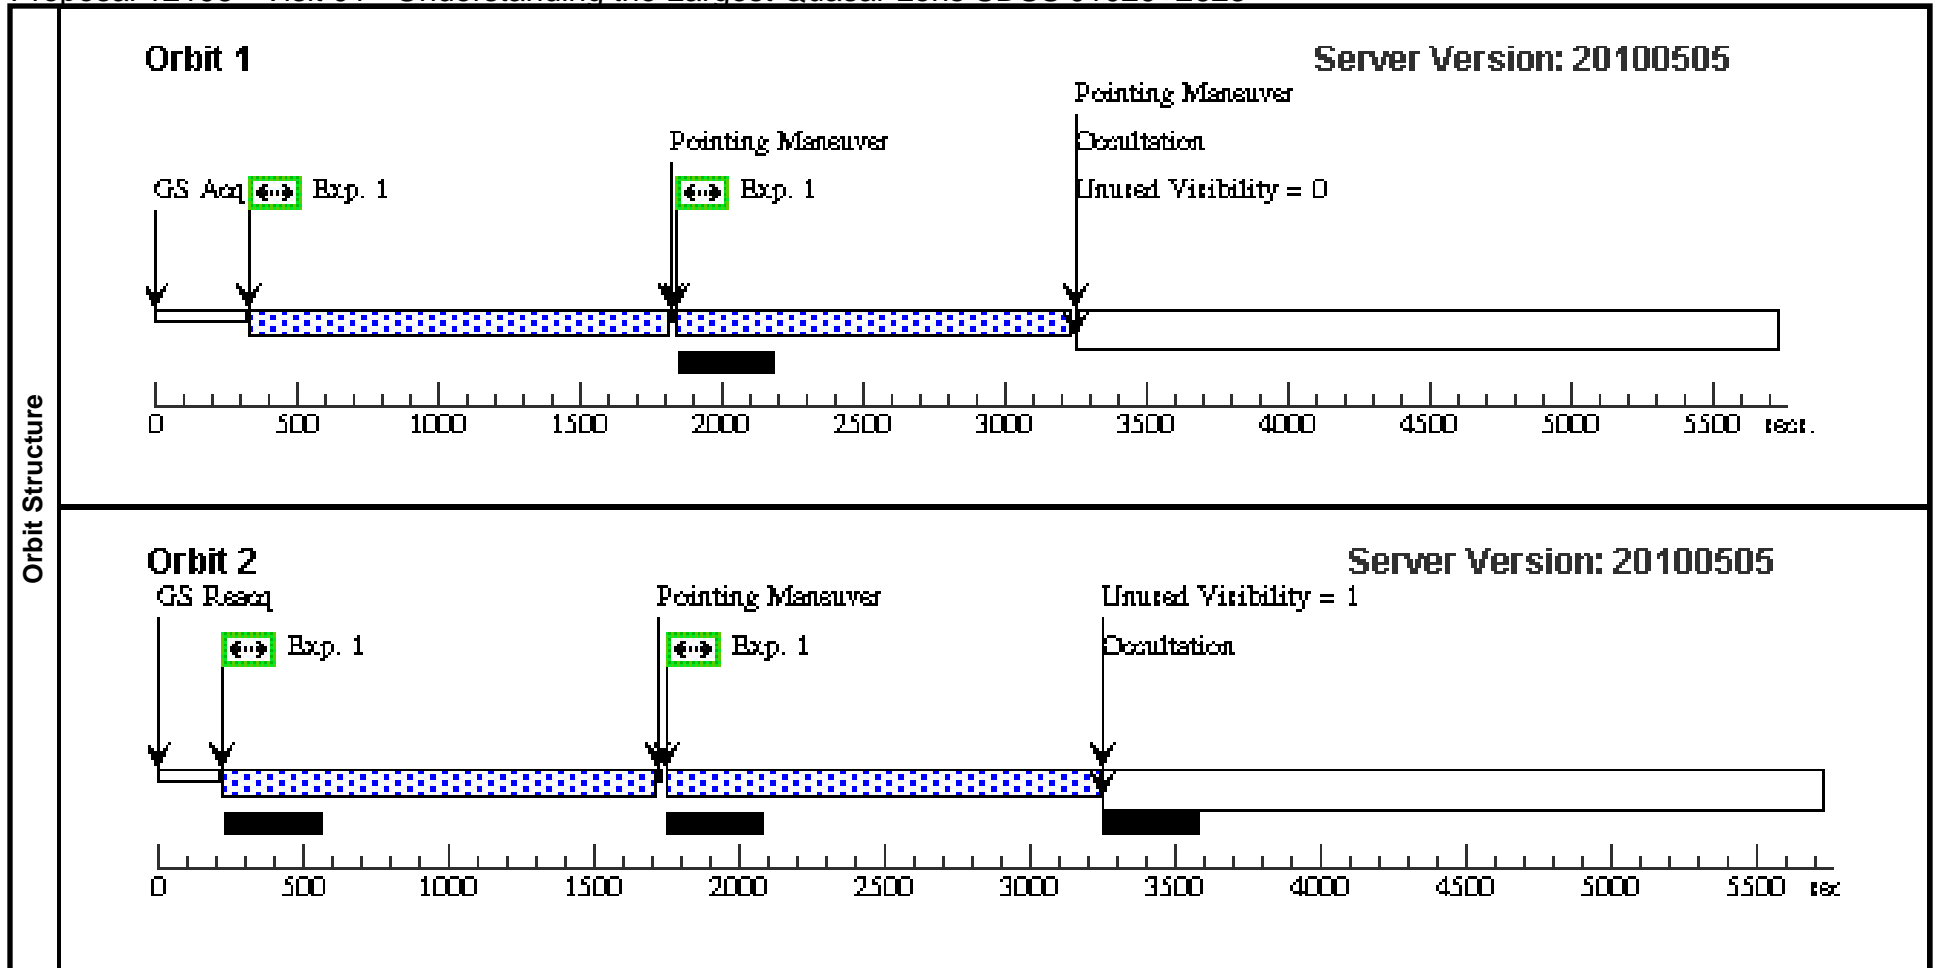 Orbit 1
Server Version: 20100505
Pointing Maneuver
Pointing Maneuver
Occultation
GS Acq
Exp. 1
Exp. 1
Unused Visibility = 0
0 500 1000 1500 2000 2500 3000 3500 4000 4500 5000 5500 secs.
Orbit Structure
Orbit 2
Server Version: 20100505
GS Reacq
Pointing Maneuver
Unused Visibility = 1
Exp. 1
Exp. 1
Occultation
0 500 1000 1500 2000 2500 3000 3500 4000 4500 5000 5500 sec